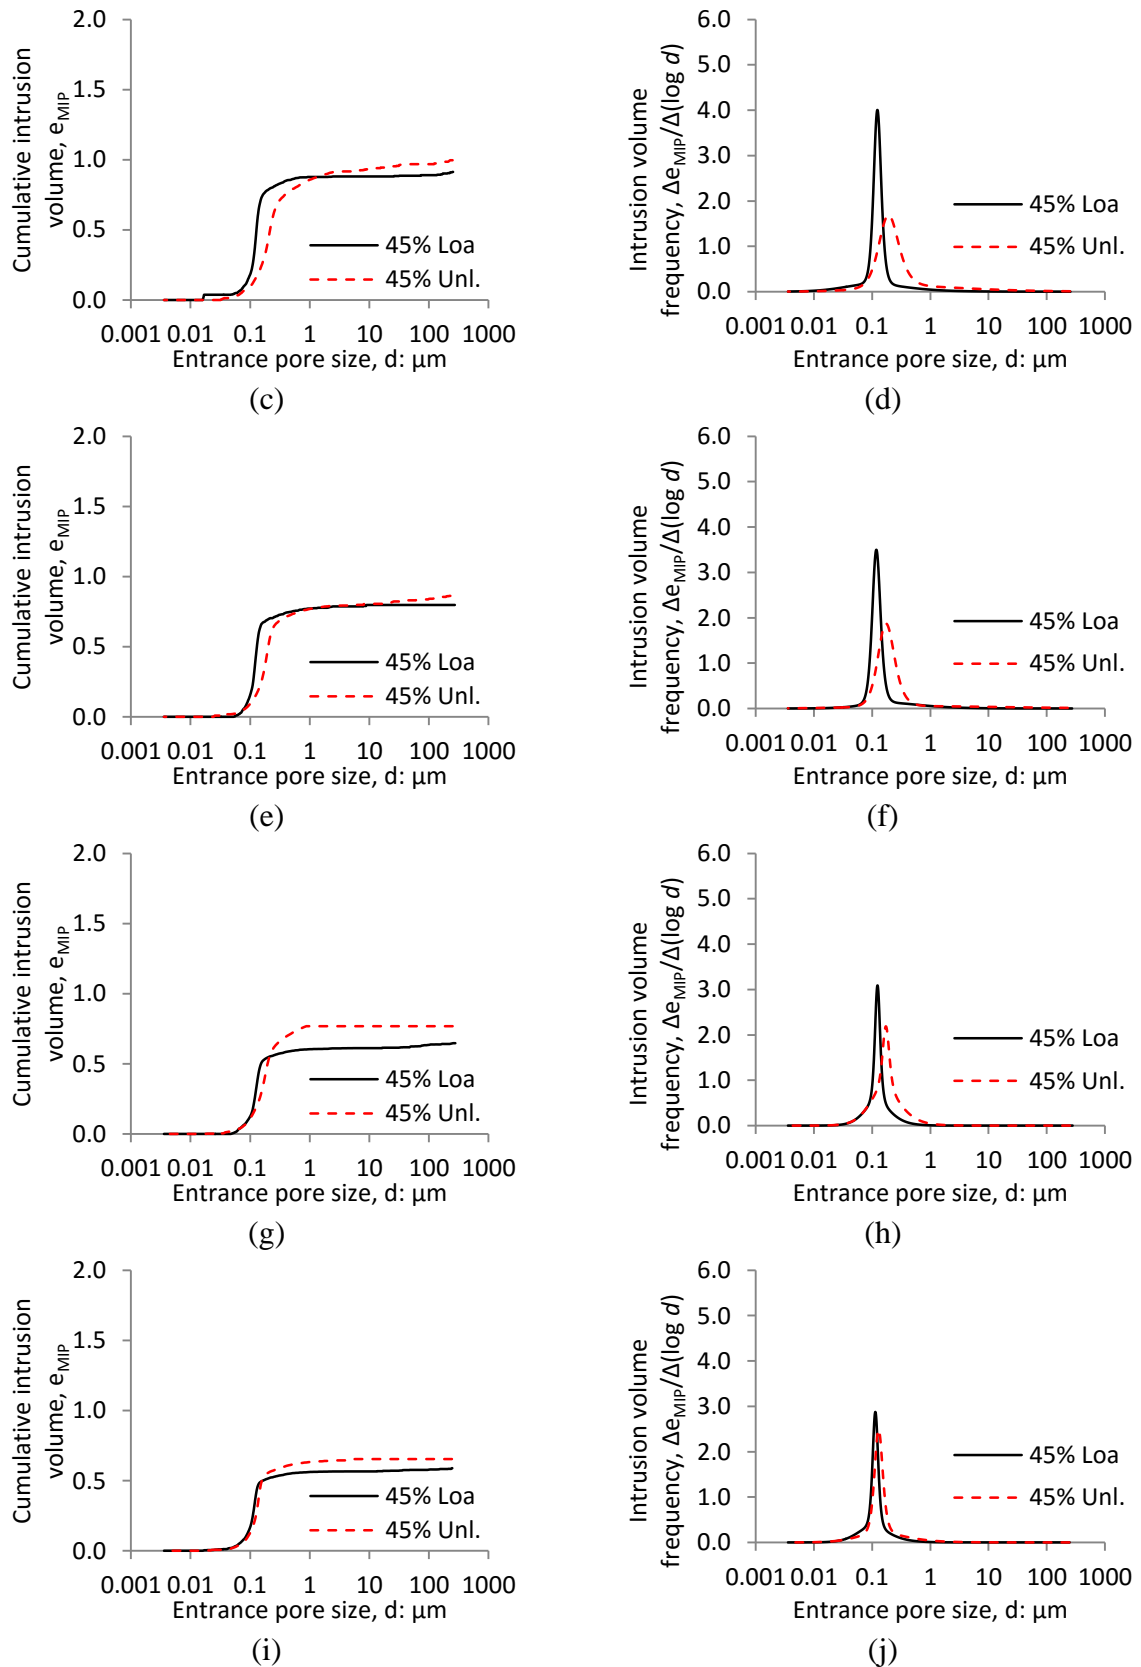 Cumulative intrusion
volume, eMIP
2.0
1.5
1.0
0.5
0.0
45% Loa
45% Unl.
0.001 0.01 0.1 1 10 100 1000
Entrance pore size, d: µm
(c)
Intrusion volume
frequency, ΔeMIP/Δ(log d)
6.0
5.0
4.0
3.0
2.0
1.0
0.0
45% Loa
45% Unl.
0.001 0.01 0.1 1 10 100 1000
Entrance pore size, d: µm
(d)
Cumulative intrusion
volume, eMIP
2.0
1.5
1.0
0.5
0.0
45% Loa
45% Unl.
0.001 0.01 0.1 1 10 100 1000
Entrance pore size, d: µm
(e)
Intrusion volume
frequency, ΔeMIP/Δ(log d)
6.0
5.0
4.0
3.0
2.0
1.0
0.0
45% Loa
45% Unl.
0.001 0.01 0.1 1 10 100 1000
Entrance pore size, d: µm
(f)
Cumulative intrusion
volume, eMIP
2.0
1.5
1.0
0.5
0.0
45% Loa
45% Unl.
0.001 0.01 0.1 1 10 100 1000
Entrance pore size, d: µm
(g)
Intrusion volume
frequency, ΔeMIP/Δ(log d)
6.0
5.0
4.0
3.0
2.0
1.0
0.0
45% Loa
45% Unl.
0.001 0.01 0.1 1 10 100 1000
Entrance pore size, d: µm
(h)
Cumulative intrusion
volume, eMIP
2.0
1.5
1.0
0.5
0.0
45% Loa
45% Unl.
0.001 0.01 0.1 1 10 100 1000
Entrance pore size, d: µm
(i)
Intrusion volume
frequency, ΔeMIP/Δ(log d)
6.0
5.0
4.0
3.0
2.0
1.0
0.0
45% Loa
45% Unl.
0.001 0.01 0.1 1 10 100 1000
Entrance pore size, d: µm
(j)